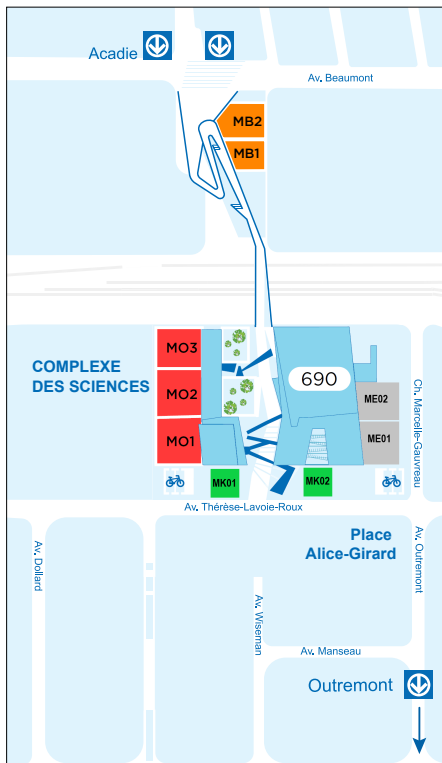 Acadie
Av. Beaumont
MB2
MB1
MO3
COMPLEXE
DES SCIENCES
MO2
690
ME02
MO1
ME01
Ch. Marcelle-Gauvreau
MK01
MK02
Av. Thérèse-Lavoie-Roux
Place
Alice-Girard
Av. Dollard
Av. Wiseman
Av. Outremont
Av. Manseau
Outremont